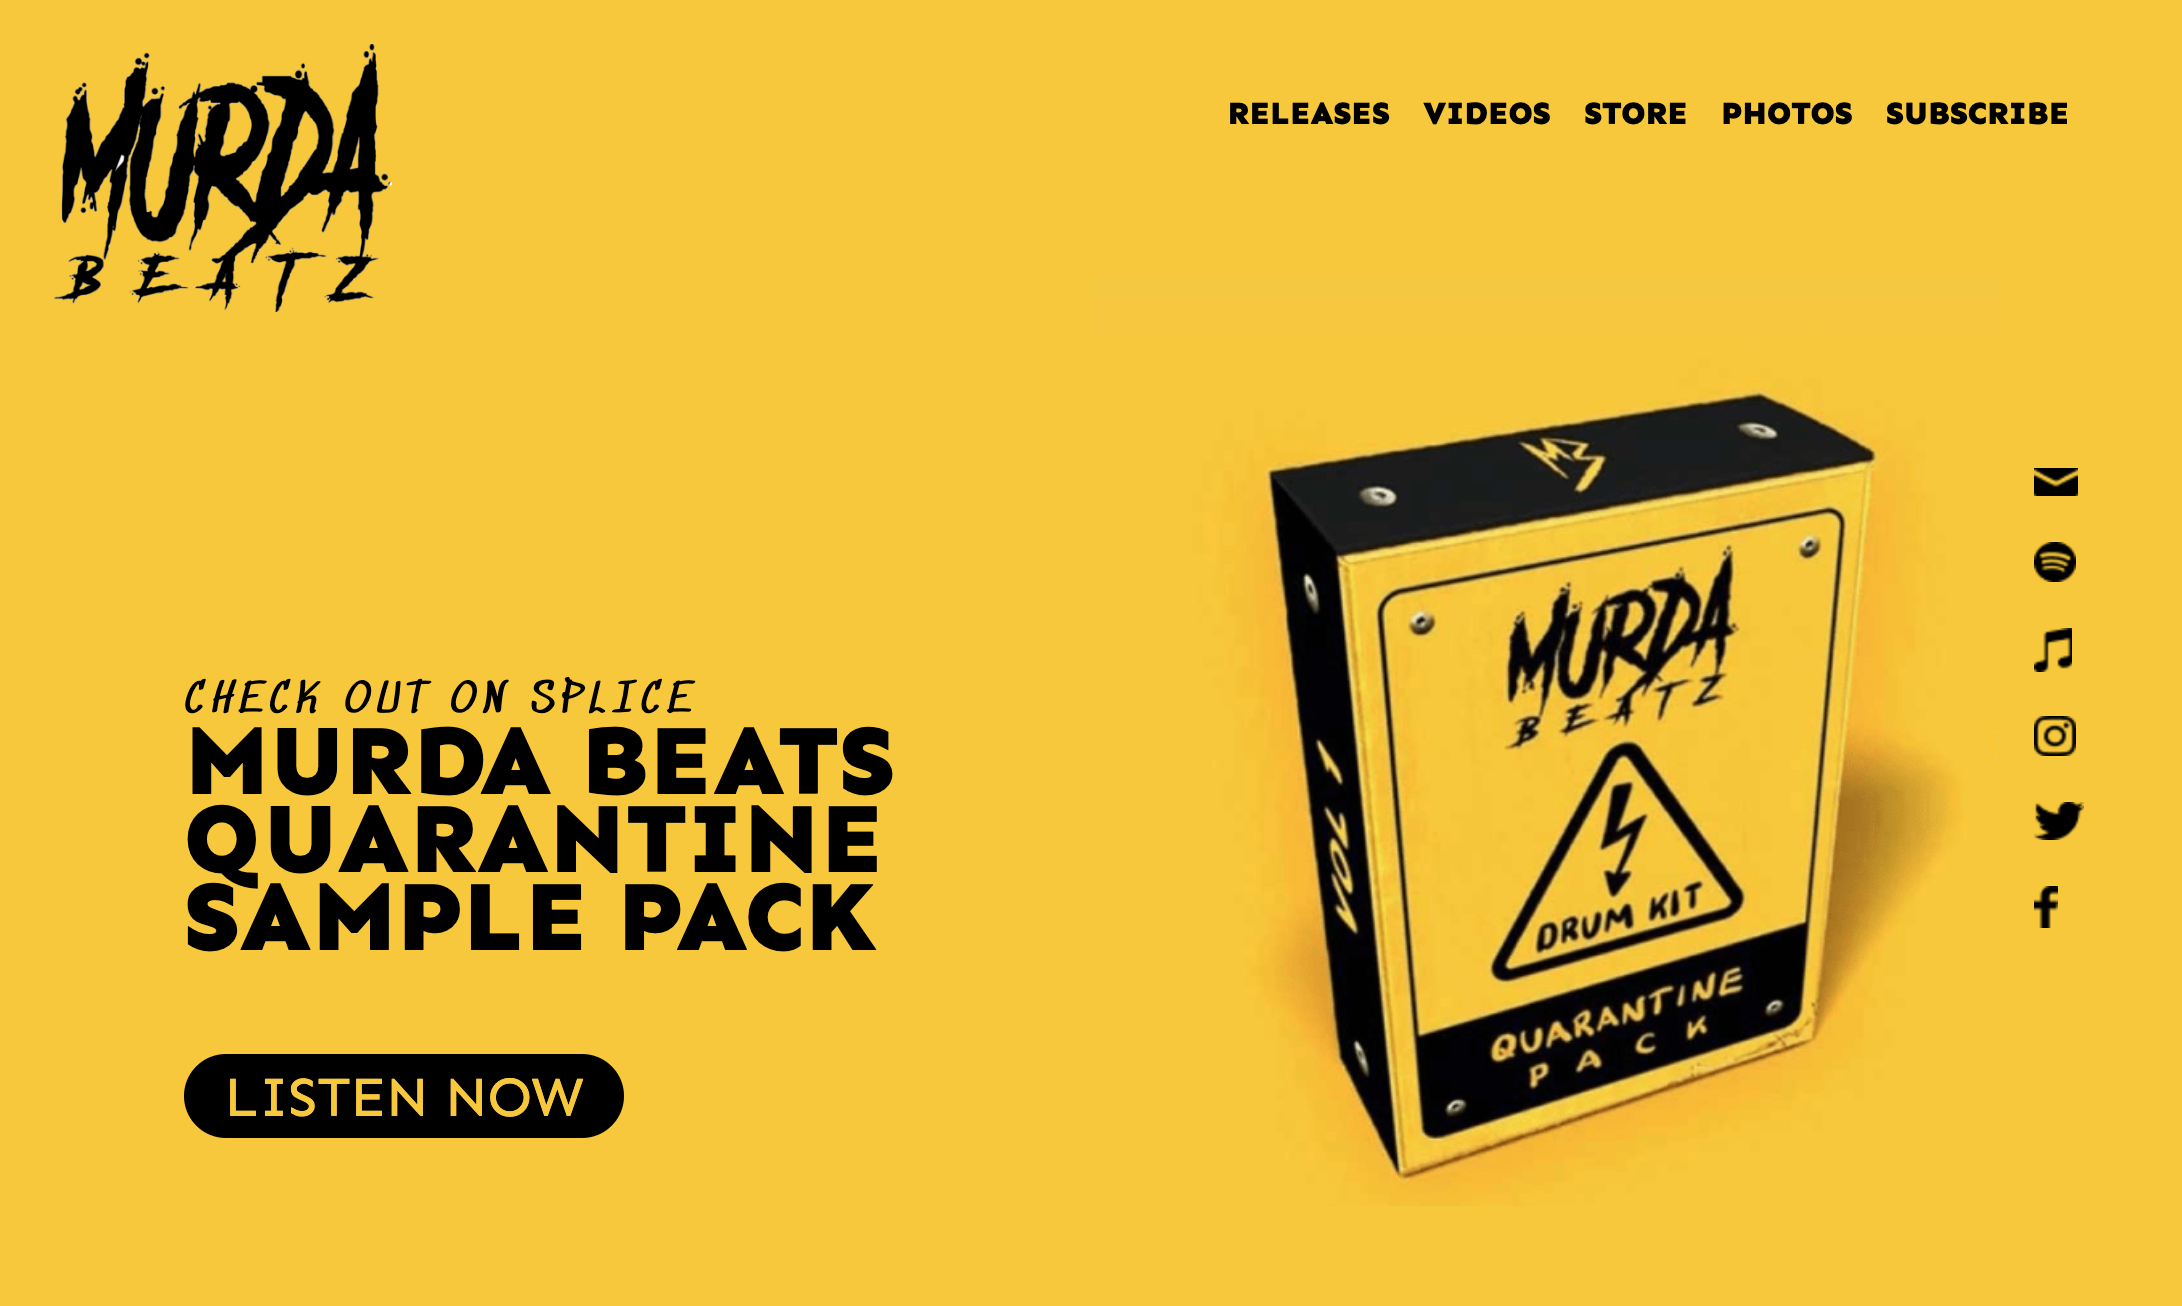 MURDA
BEATZ
RELEASES VIDEOS STORE PHOTOS SUBSCRIBE
CHECK OUT ON SPLICE
MURDA BEATS
QUARANTINE
SAMPLE PACK
LISTEN NOW
MB
MURDA
BEATZ
VOL 1
DRUM KIT
QUARANTINE
PACK